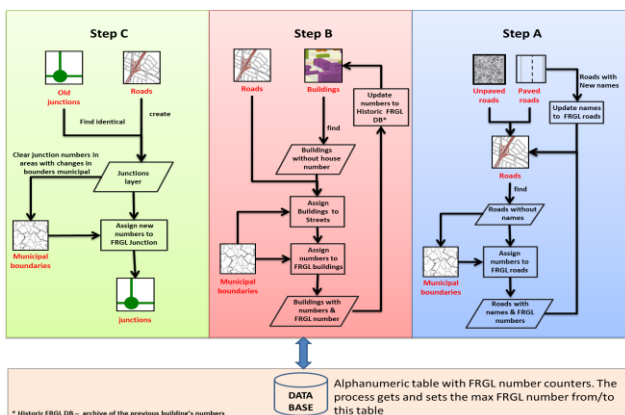 Step C
Old
junctions
Roads
Find identical
create
Clear junction numbers in
areas with changes in
bounders municipal
Junctions
layer
Assign new
numbers to
FRGL Junction
Municipal
boundaries
junctions
Step B
Roads
Buildings
Update
numbers to
Historic FRGL
DB*
find
Buildings
without house
number
Assign
Buildings to
Streets
Assign
numbers to
FRGL buildings
Municipal
boundaries
Buildings with
numbers & FRGL
number
Step A
Unpaved
roads
Paved
roads
Roads with
New names
Update names
to FRGL roads
Roads
find
Roads without
names
Assign
numbers to
FRGL roads
Municipal
boundaries
Roads with
names & FRGL
numbers
DATA
BASE
Alphanumeric table with FRGL number counters. The
process gets and sets the max FRGL number from/to
this table
* Historic FRGL DB – archive of the previous building's numbers